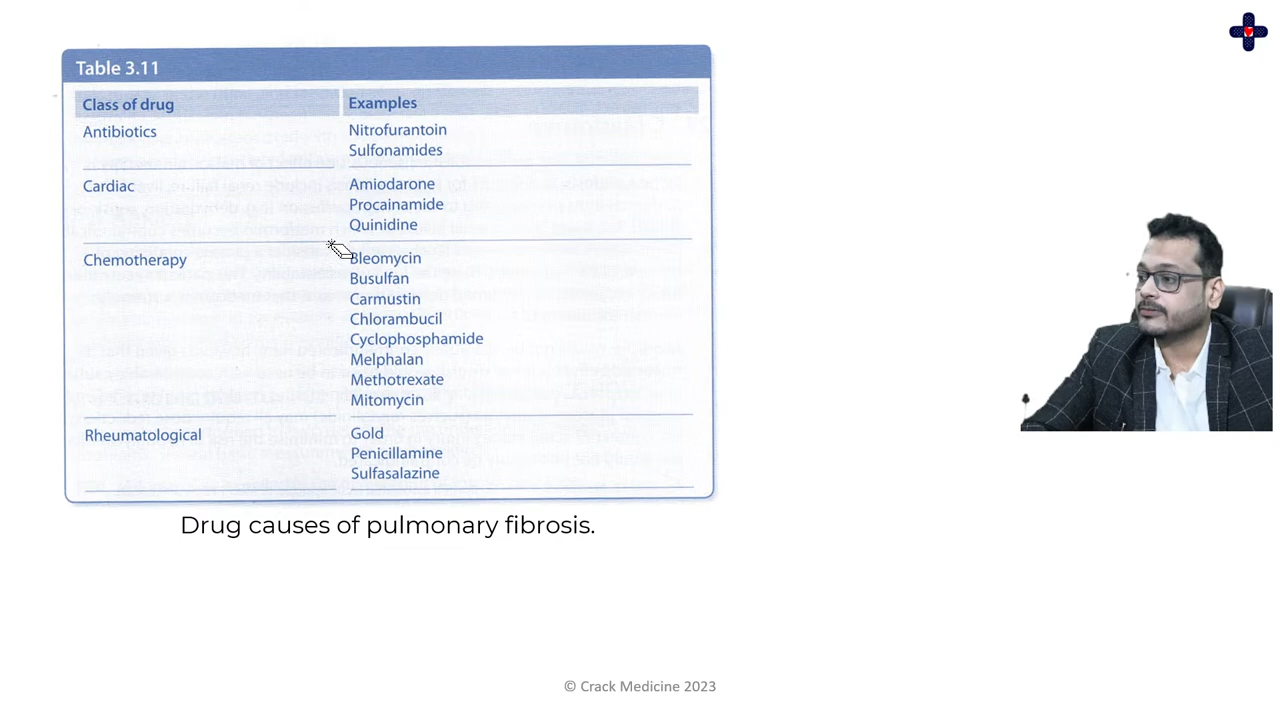 Table 3.11
Class of drug Examples
Antibiotics Nitrofurantoin
Sulfonamides
Cardiac Amiodarone
Procainamide
Quinidine
Chemotherapy Bleomycin
Busulfan
Carmustin
Chlorambucil
Cyclophosphamide
Melphalan
Methotrexate
Mitomycin
Rheumatological Gold
Penicillamine
Sulfasalazine
Drug causes of pulmonary fibrosis.
© Crack Medicine 2023